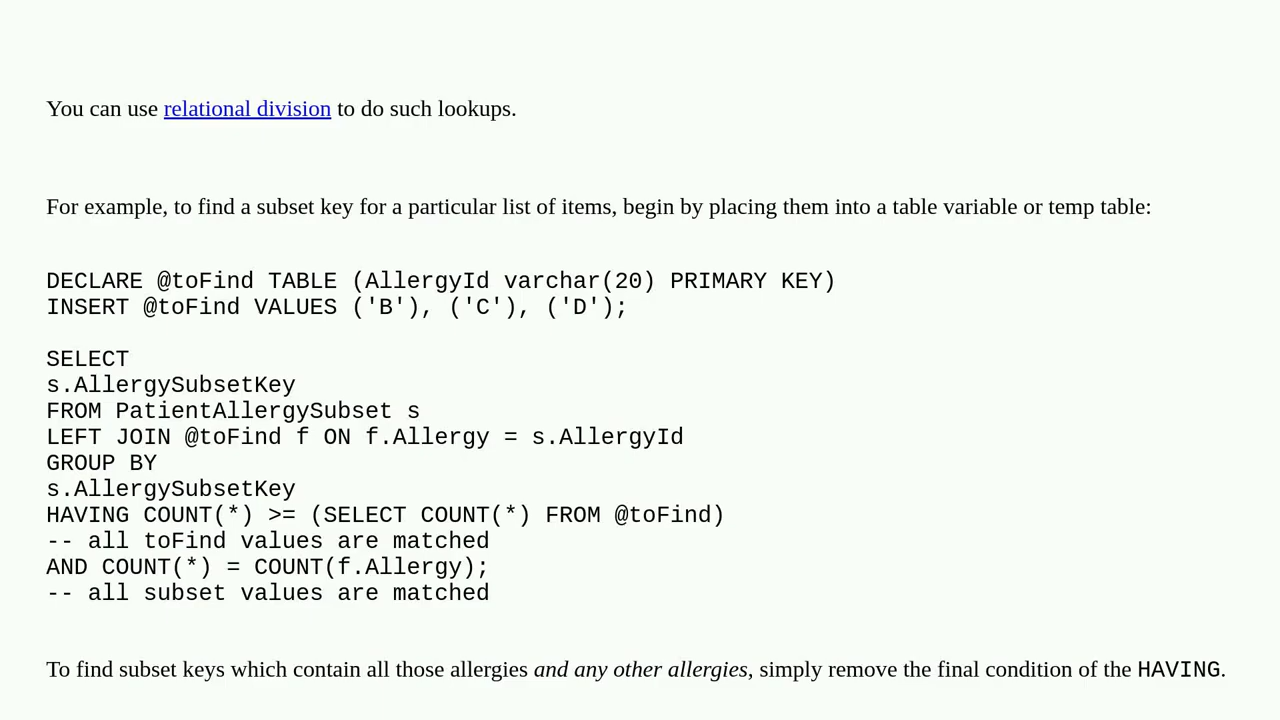 You can use relational division to do such lookups.
For example, to find a subset key for a particular list of items, begin by placing them into a table variable or temp table:
DECLARE @toFind TABLE (AllergyId varchar(20) PRIMARY KEY)
INSERT @toFind VALUES ('B'), ('C'), ('D');
SELECT
s.AllergySubsetKey
FROM PatientAllergySubset s
LEFT JOIN @toFind f ON f.Allergy = s.AllergyId
GROUP BY
s.AllergySubsetKey
HAVING COUNT(*) >= (SELECT COUNT(*) FROM @toFind)
-- all toFind values are matched
AND COUNT(*) = COUNT(f.Allergy);
-- all subset values are matched
To find subset keys which contain all those allergies and any other allergies, simply remove the final condition of the HAVING.